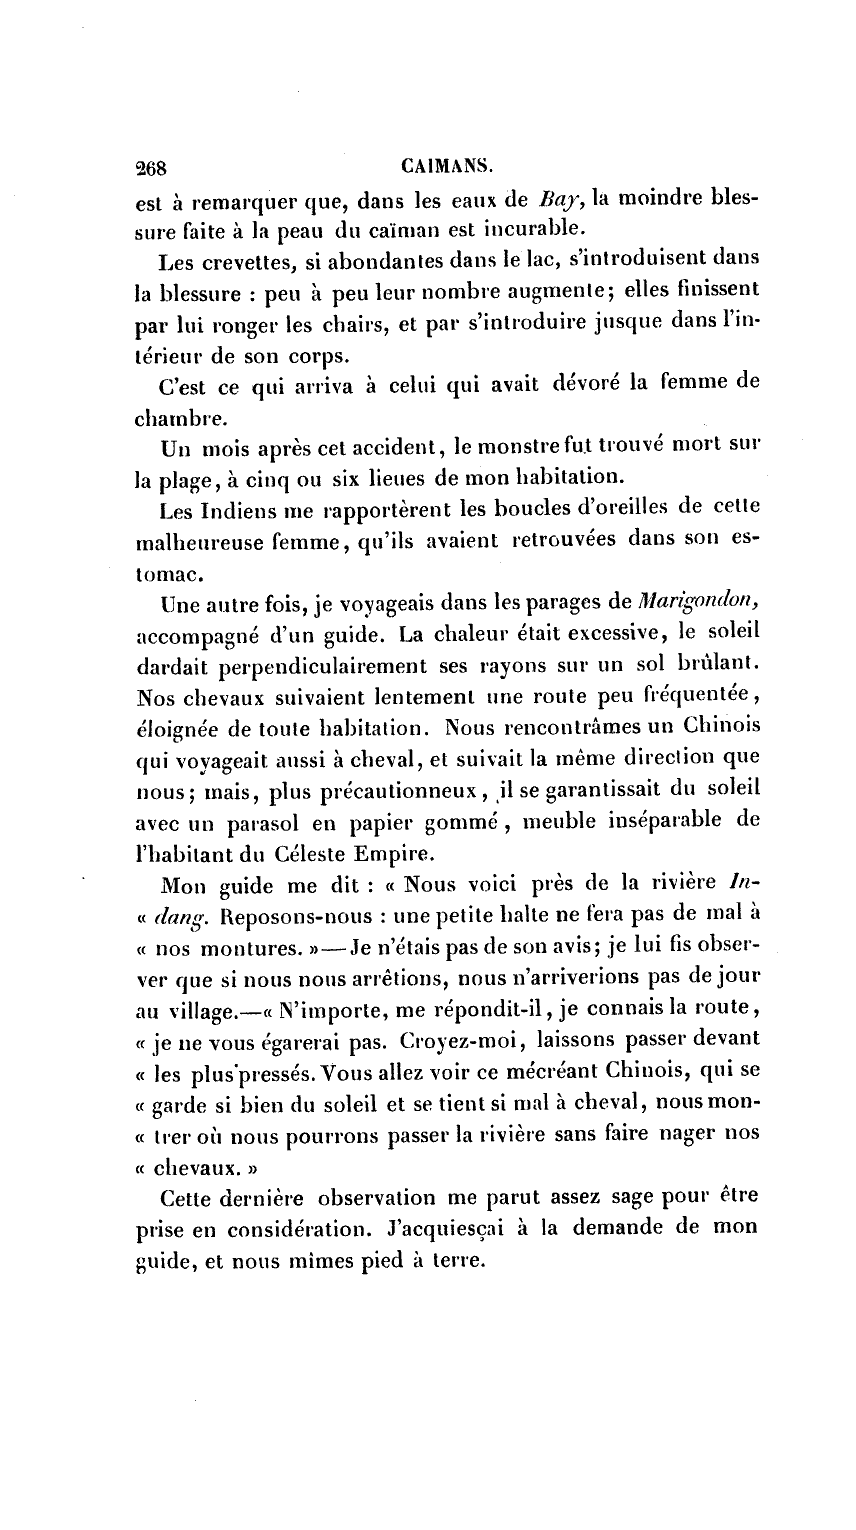 268 CAIMANS.
est à remarquer que, dans les eaux de Bay, la moindre bles-
sure faite à la peau du caïman est incurable.
Les crevettes, si abondantes dans le lac, s'introduisent dans
la blessure : peu à peu leur nombre augmente; elles finissent
par lui ronger les chairs, et par s'introduire jusque dans l'in-
térieur de son corps.
C'est ce qui arriva à celui qui avait dévoré la femme de
chambre.
Un mois après cet accident, le monstre fut trouvé mort sur
la plage, à cinq ou six lieues de mon habitation.
Les Indiens me rapportèrent les boucles d'oreilles de cette
malheureuse femme, qu'ils avaient retrouvées dans son es-
tomac.
Une autre fois, je voyageais dans les parages de Marigondon,
accompagné d'un guide. La chaleur était excessive, le soleil
dardait perpendiculairement ses rayons sur un sol brûlant.
Nos chevaux suivaient lentement une route peu fréquentée,
éloignée de toute habitation. Nous rencontrâmes un Chinois
qui voyageait aussi à cheval, et suivait la même direction que
nous; mais, plus précautionneux, il se garantissait du soleil
avec un parasol en papier gommé, meuble inséparable de
l'habitant du Céleste Empire.
Mon guide me dit : « Nous voici près de la rivière In-
« dang. Reposons-nous : une petite halte ne fera pas de mal à
« nos montures. »—Je n'étais pas de son avis; je lui fis obser-
ver que si nous nous arrêtions, nous n'arriverions pas de jour
au village.—« N'importe, me répondit-il, je connais la route,
« je ne vous égarerai pas. Croyez-moi, laissons passer devant
« les plus pressés. Vous allez voir ce mécréant Chinois, qui se
« garde si bien du soleil et se tient si mal à cheval, nous mon-
« trer où nous pourrons passer la rivière sans faire nager nos
« chevaux. »
Cette dernière observation me parut assez sage pour être
prise en considération. J'acquiesçai à la demande de mon
guide, et nous mîmes pied à terre.